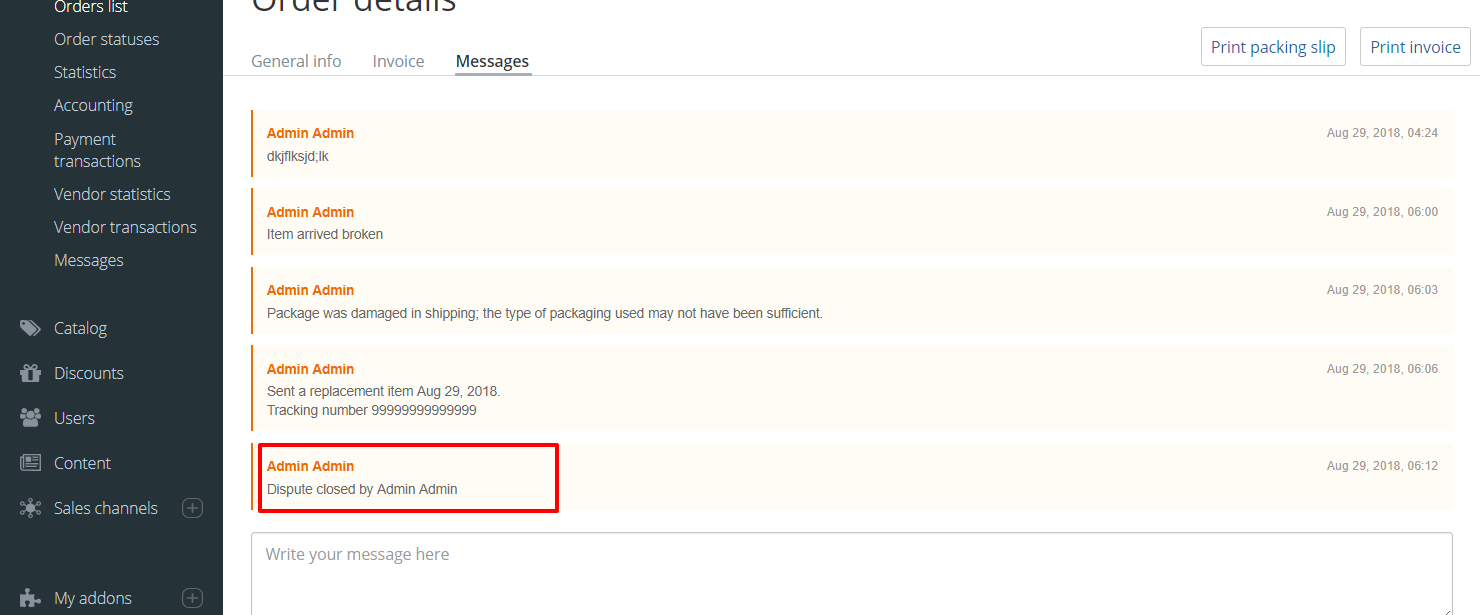 Orders list
Order statuses
Statistics
Accounting
Payment
transactions
Vendor statistics
Vendor transactions
Messages
Catalog
Discounts
Users
Content
Sales channels
My addons
Order details
General info Invoice Messages
Print packing slip Print invoice
Admin Admin Aug 29, 2018, 04:24
dkjflksjd;lk
Admin Admin Aug 29, 2018, 06:00
Item arrived broken
Admin Admin Aug 29, 2018, 06:03
Package was damaged in shipping; the type of packaging used may not have been sufficient.
Admin Admin Aug 29, 2018, 06:06
Sent a replacement item Aug 29, 2018.
Tracking number 99999999999999
Admin Admin Aug 29, 2018, 06:12
Dispute closed by Admin Admin
Write your message here